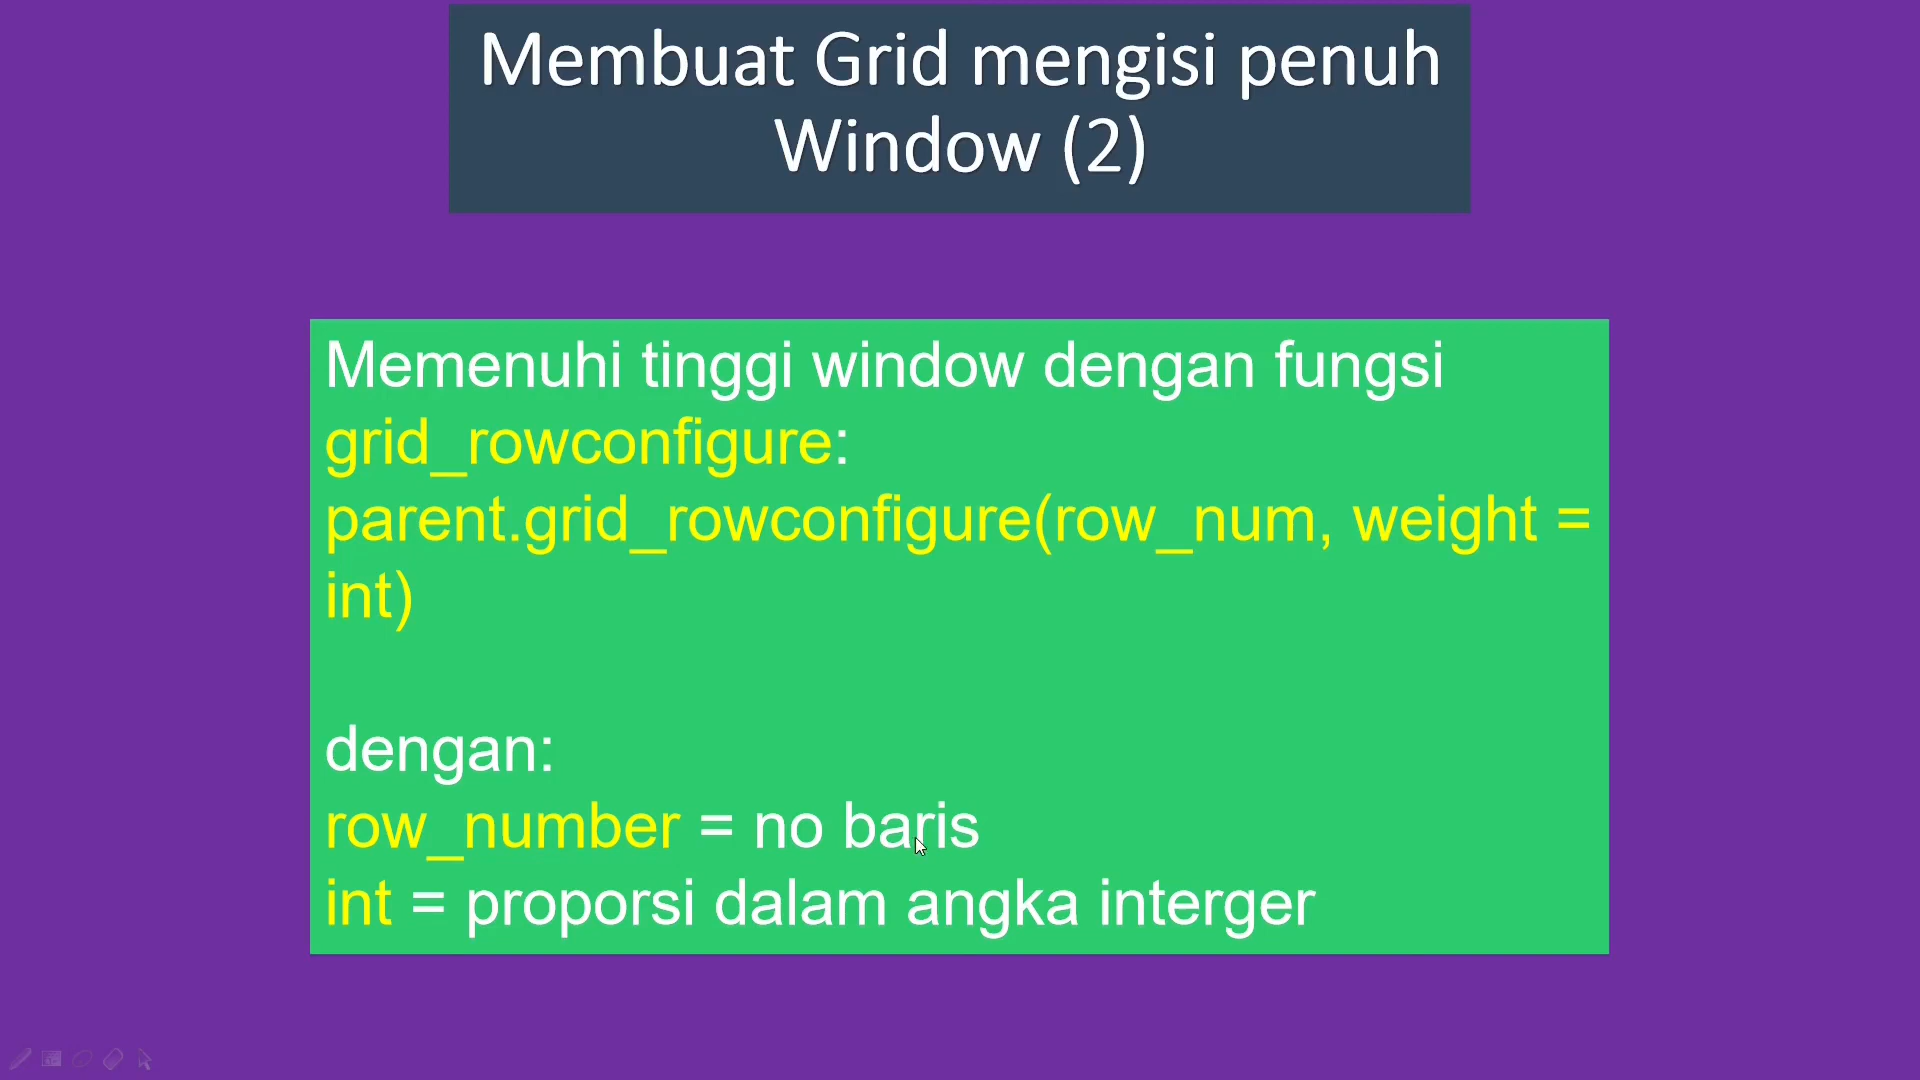 Membuat Grid mengisi penuh
Window (2)
Memenuhi tinggi window dengan fungsi
grid_rowconfigure:
parent.grid_rowconfigure(row_num, weight =
int)
dengan:
row_number = no baris
int = proporsi dalam angka interger